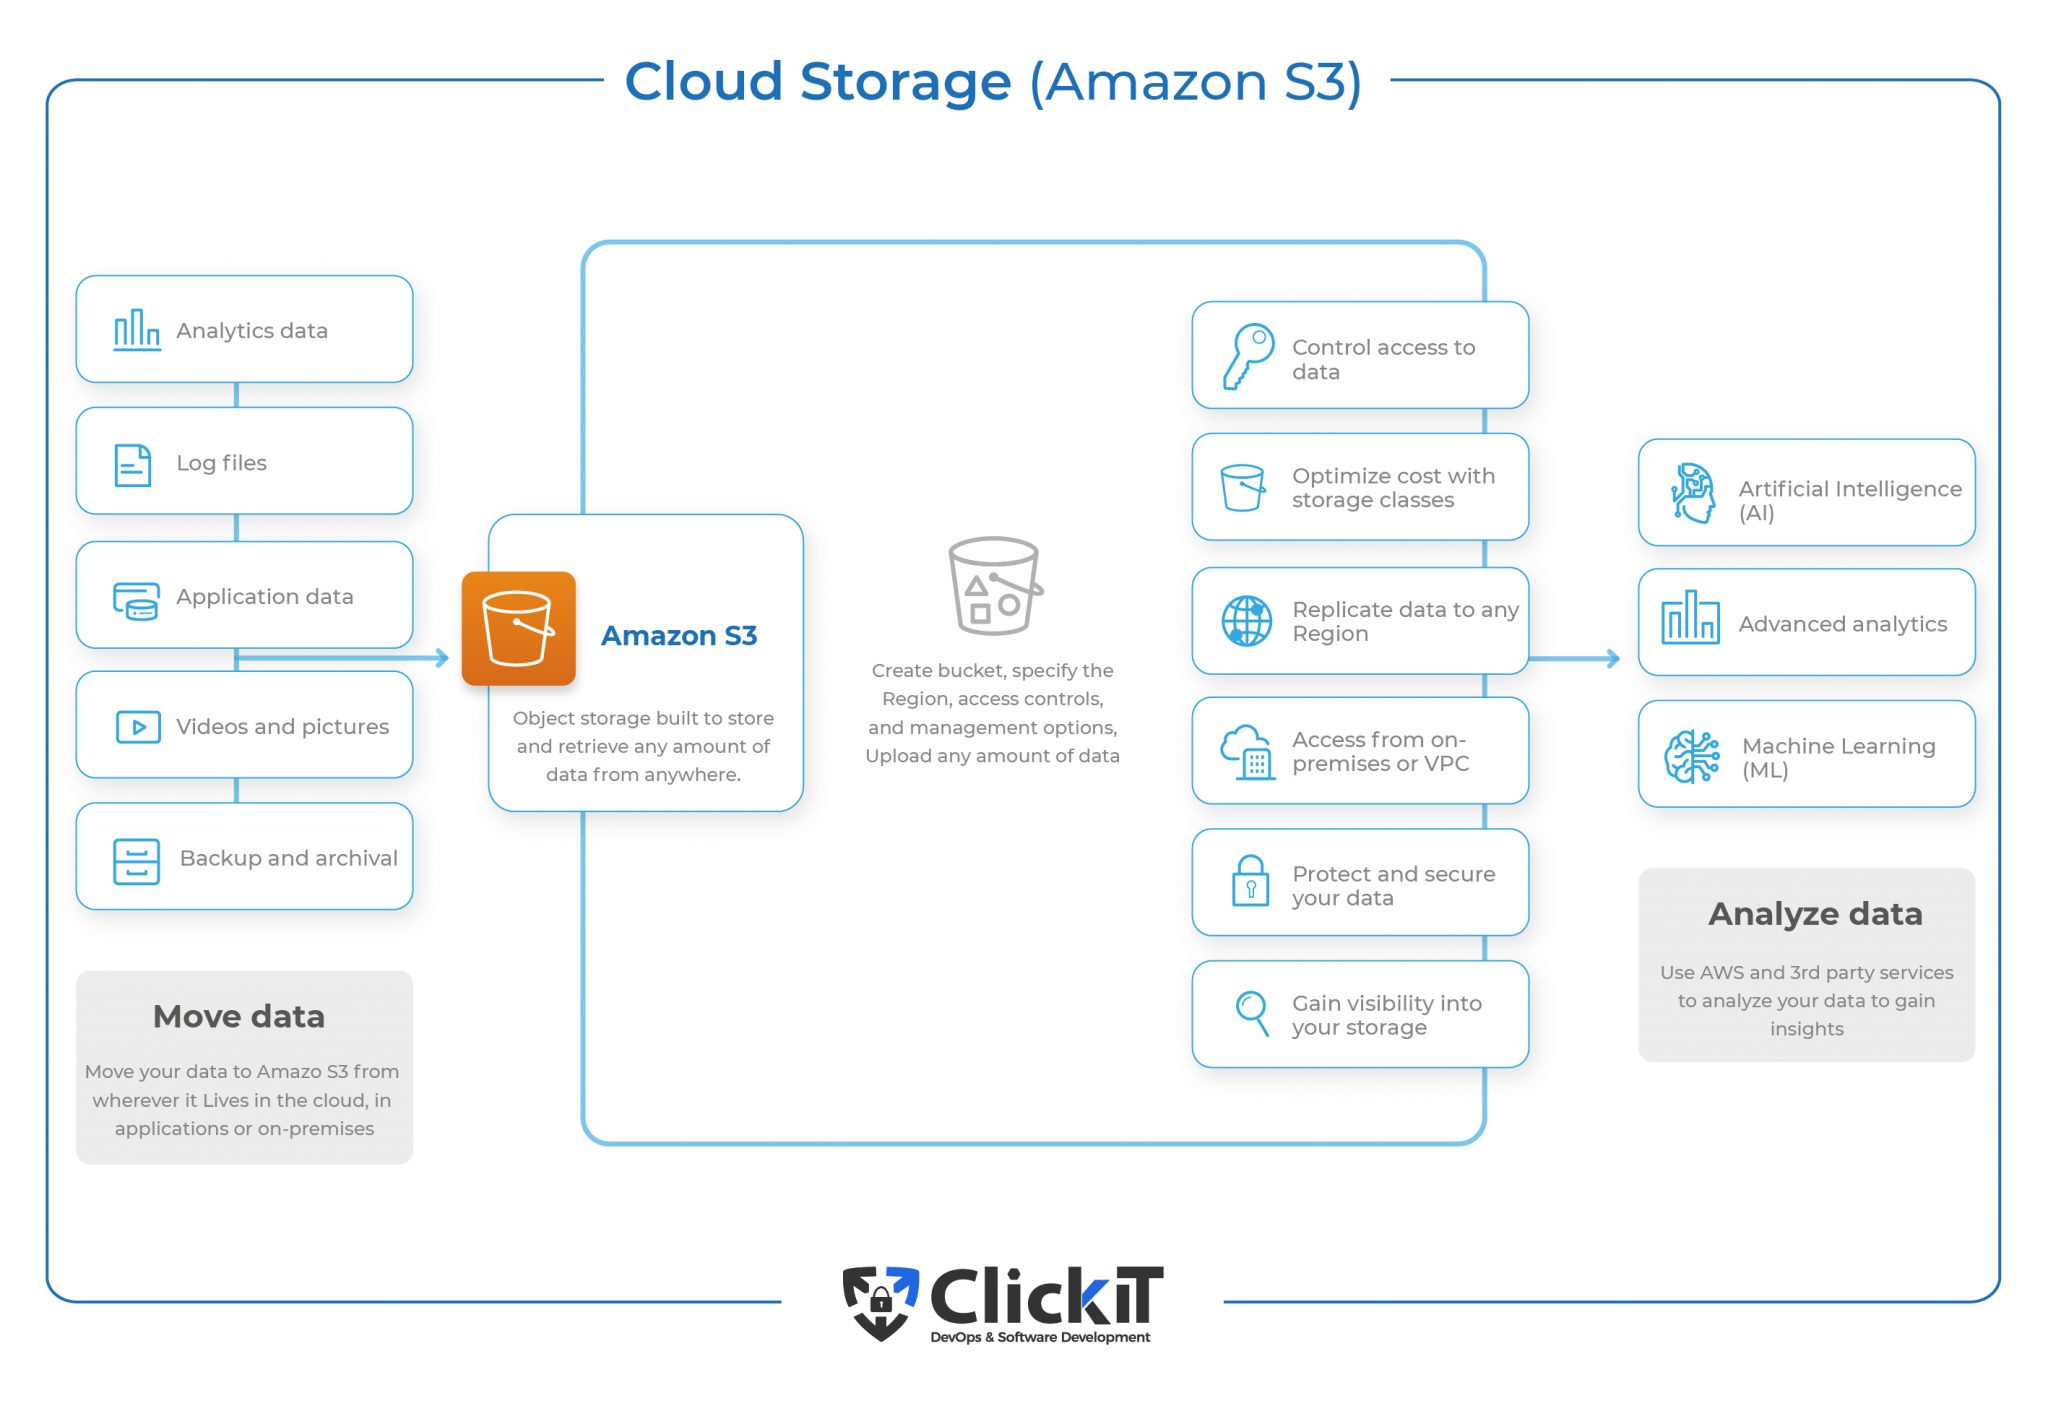 Cloud Storage (Amazon S3)
Analytics data
Log files
Application data
Videos and pictures
Backup and archival
Move data
Move your data to Amazo S3 from
wherever it Lives in the cloud, in
applications or on-premises
Amazon S3
Object storage built to store
and retrieve any amount of
data from anywhere.
Create bucket, specify the
Region, access controls,
and management options,
Upload any amount of data
Control access to
data
Optimize cost with
storage classes
Replicate data to any
Region
Access from on-
premises or VPC
Protect and secure
your data
Gain visibility into
your storage
Artificial Intelligence
(AI)
Advanced analytics
Machine Learning
(ML)
Analyze data
Use AWS and 3rd party services
to analyze your data to gain
insights
ClickIT
DevOps & Software Development